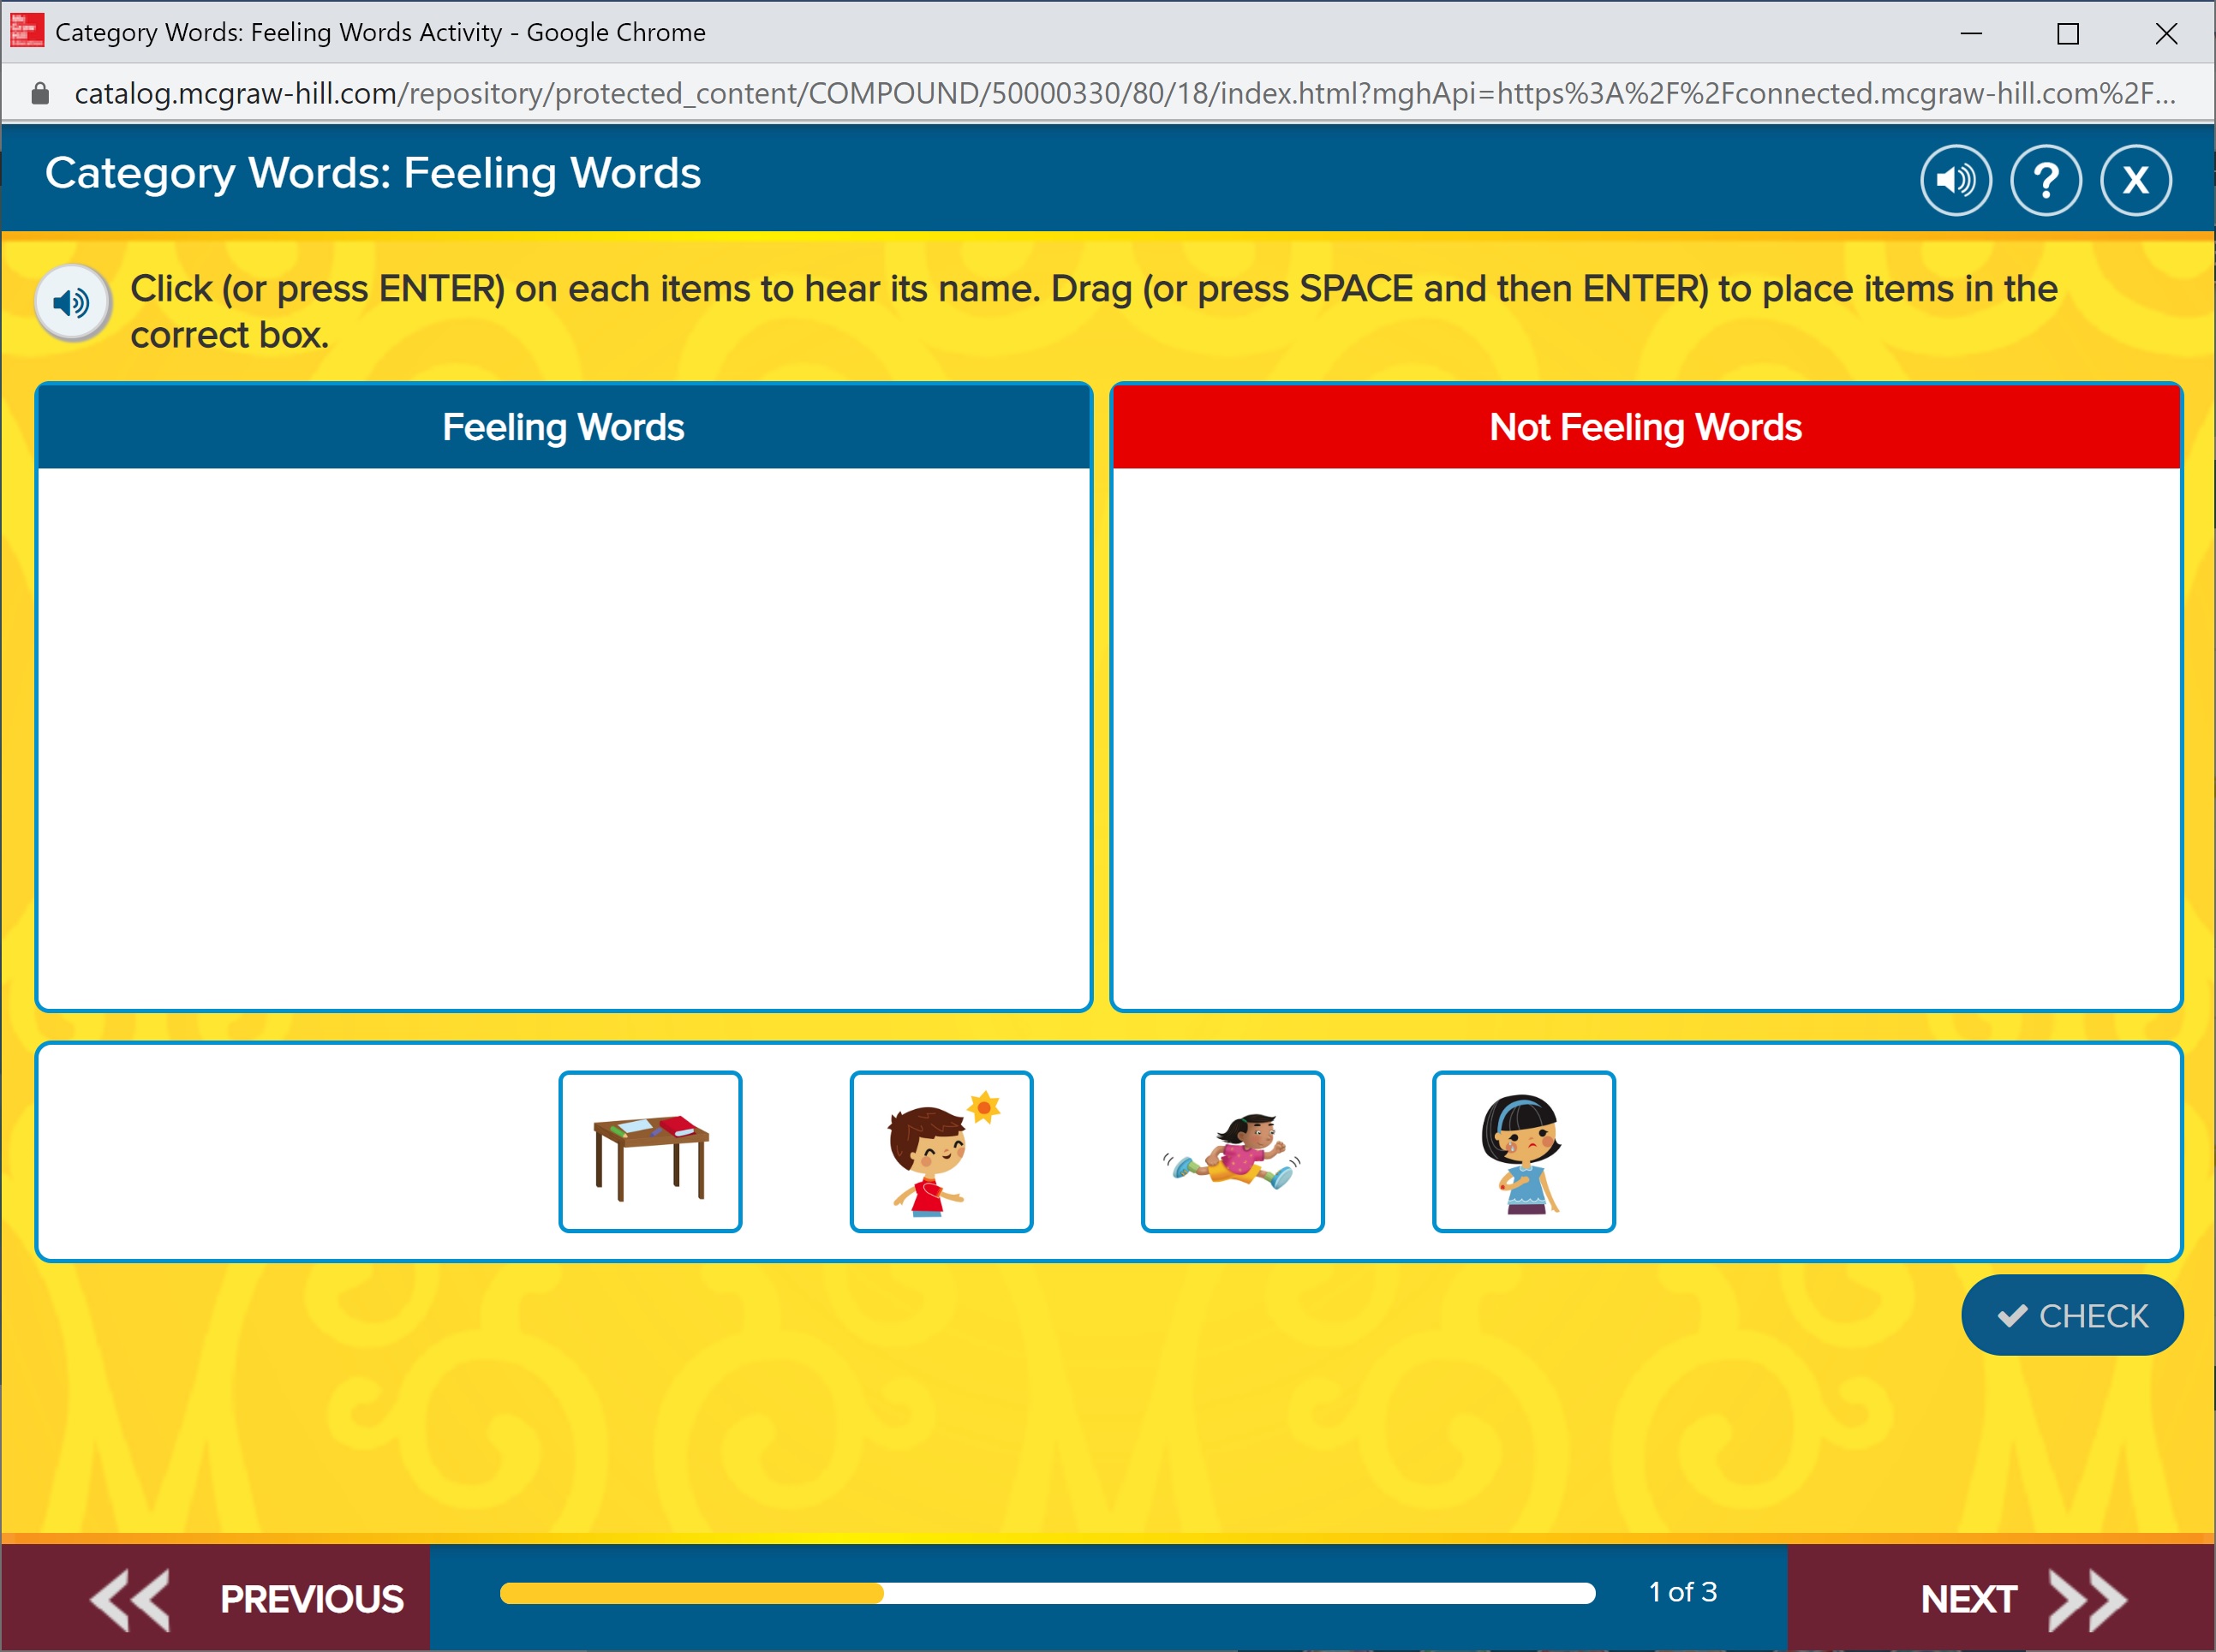 Category Words: Feeling Words Activity - Google Chrome
catalog.mcgraw-hill.com/repository/protected_content/COMPOUND/50000330/80/18/index.html?mghApi=https%3A%2F%2Fconnected.mcgraw-hill.com%2F...
Category Words: Feeling Words
? X
Click (or press ENTER) on each items to hear its name. Drag (or press SPACE and then ENTER) to place items in the
correct box.
Feeling Words
Not Feeling Words
CHECK
PREVIOUS
1 of 3
NEXT